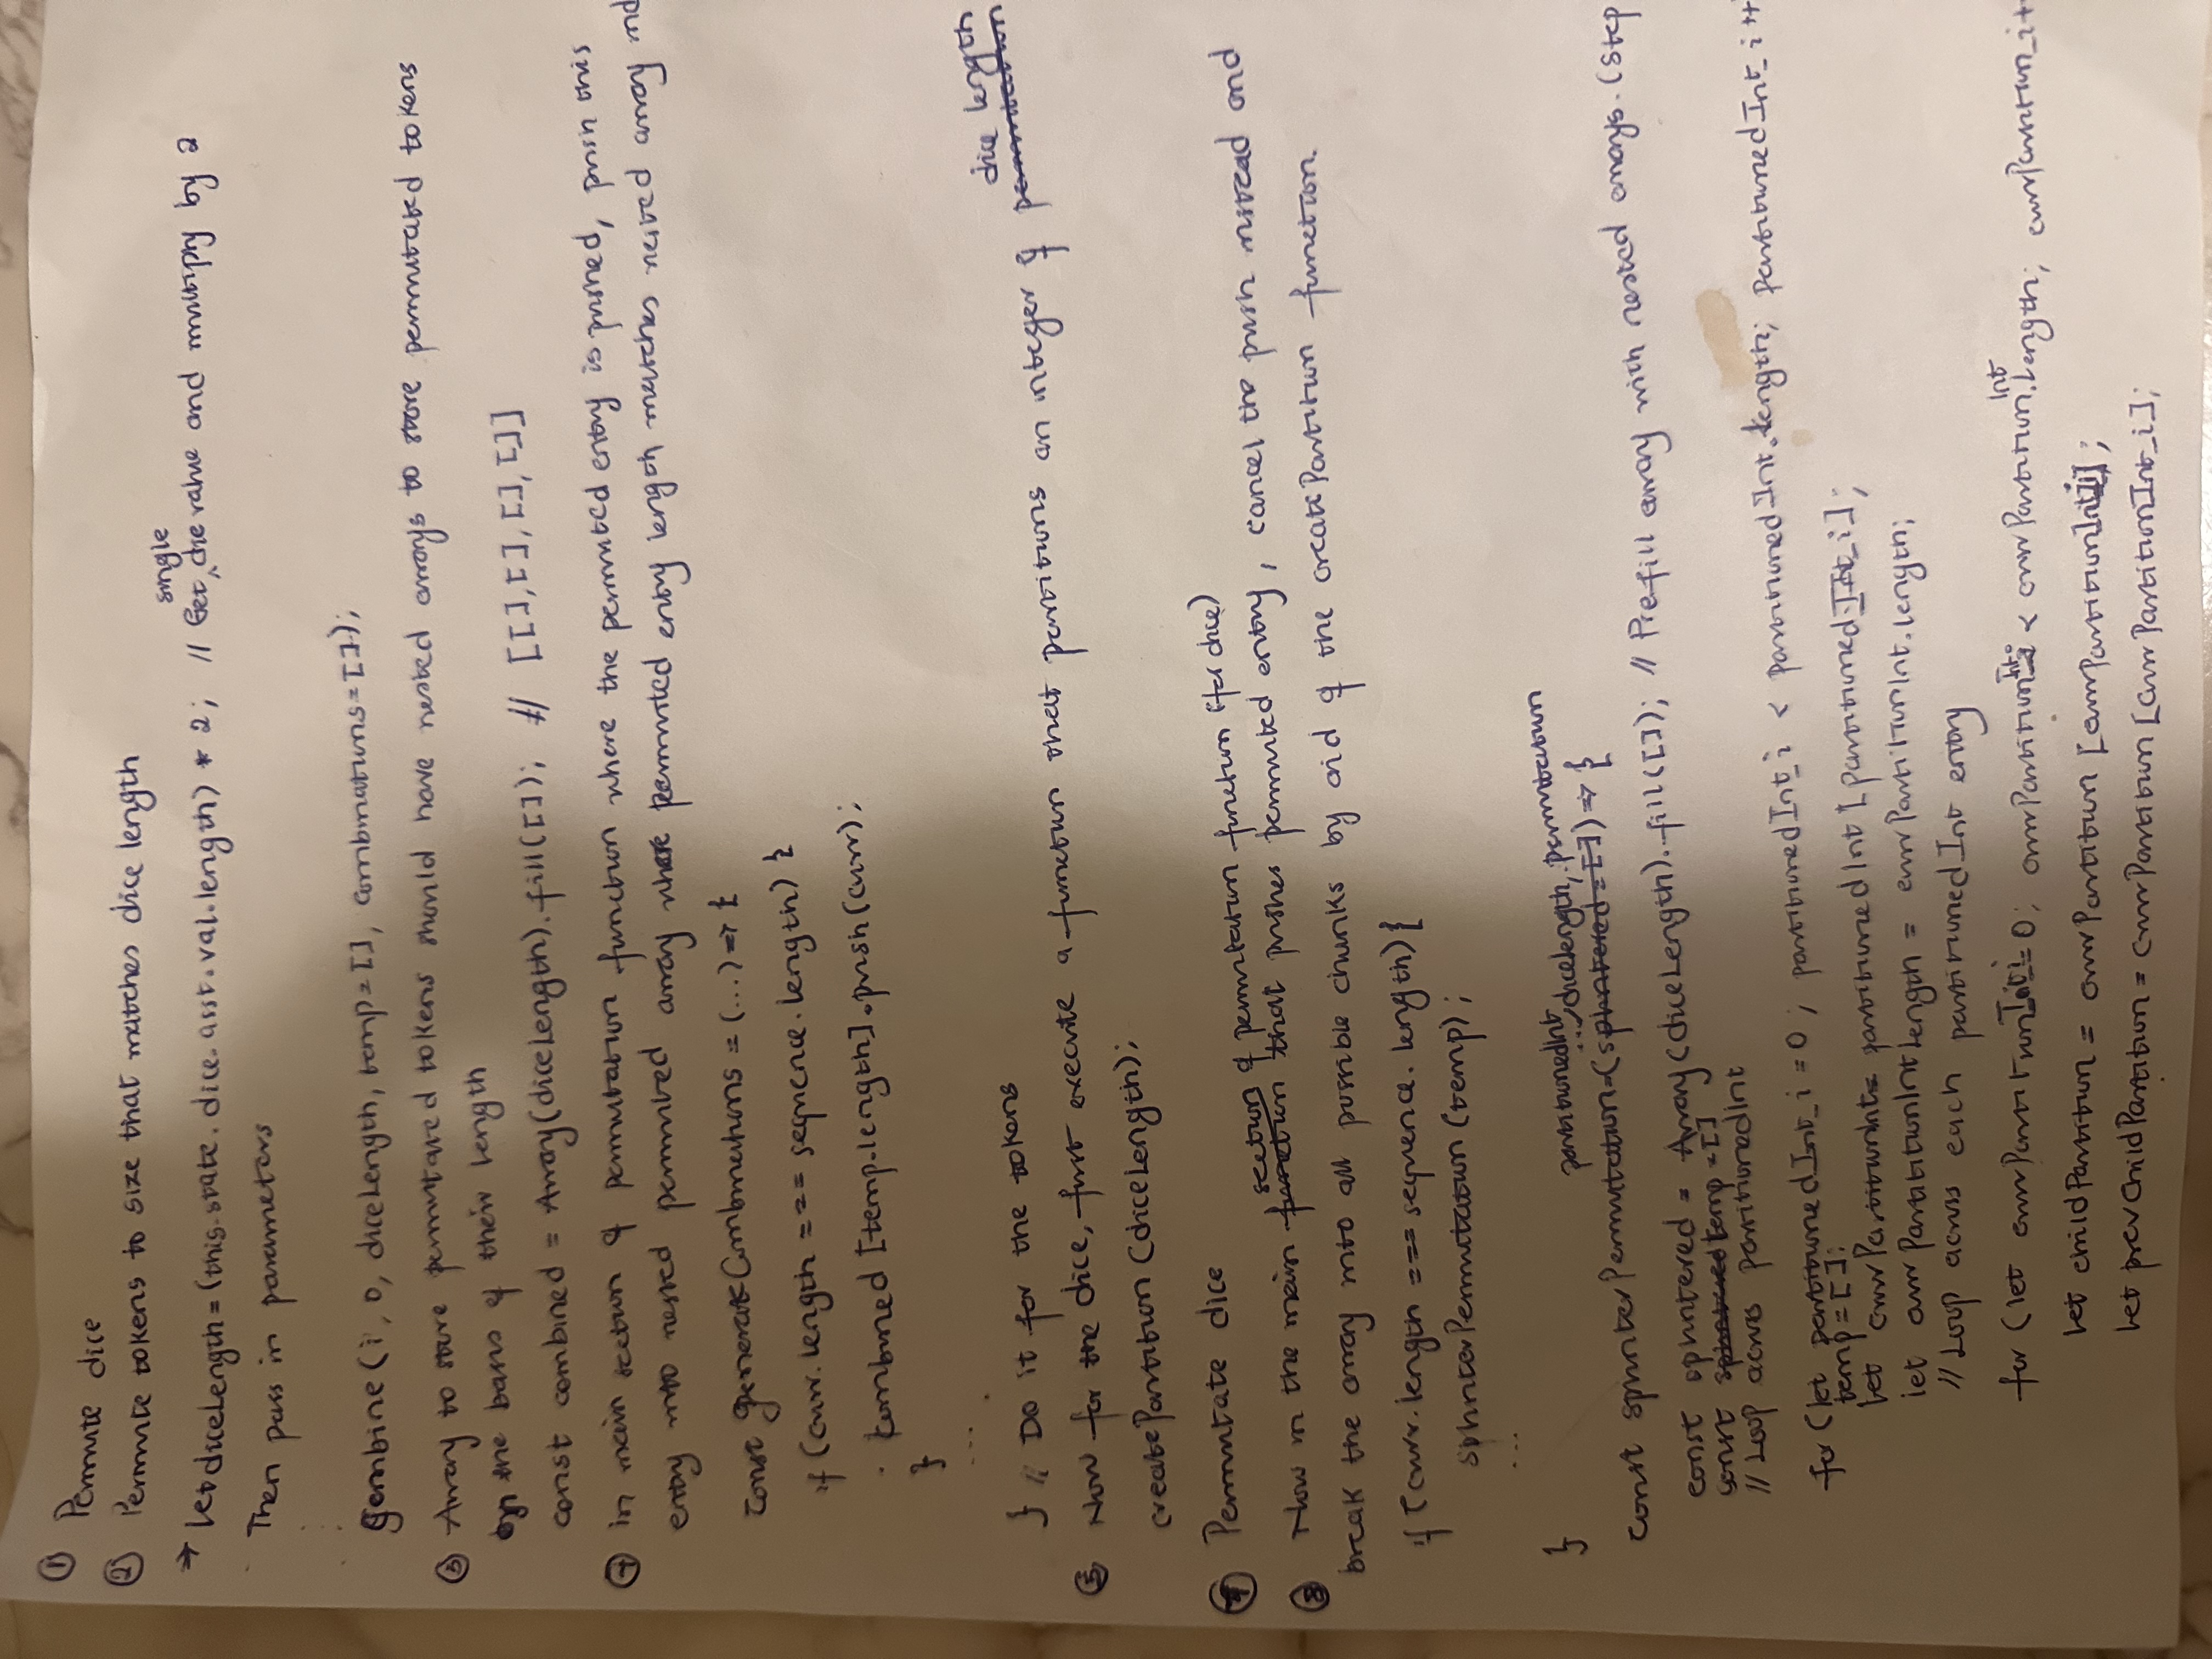 ① Permute dice
② Permute tokens to size that matches dice length
single
→ let diceLength = (this.state.dice.asst.val.length) * 2; // Get ^ die value and multiply by 2
Then pass in parameters
gombine (i, 0, diceLength, temp=[], combinations=[]);
③ Array to store permutated tokens should have nested arrays to store permutated tokens
on the basis of their length
const combined = Array(diceLength).fill([]); // [[],[],[],[]]
④ in main section of permutation function where the permuted entry is pushed, push this
entry into nested permuted array where permuted entry length matches nested array ind
const generateCombinations = (...) => {
if (curr.length === sequence.length) {
combined [temp.length].push(curr);
}
...
} // Do it for the tokens
dice length
⑤ Now for the dice, first execute a function that partitions an integer of permutation
createPartition (diceLength);
⑦ Permutate dice
section of permutation function (for dice)
⑧ Now in the main function that pushes permuted entry, cancel the push instead and
break the array into all possible chunks by aid of the createPartition function.
if (curr.length === sequence.length) {
splinterPermutation (temp);
...
}
partitionedInt, diceLength, permutation
const splinterPermutation = (splintered = []) => {
const splintered = Array(diceLength).fill([]); // Prefill array with nested arrays. (Step
const splintered temp = []
// Loop across partitionedInt
for (let partitionedInt_i = 0; partitionedInt_i < partitionedInt.length; partitionedInt_i++
temp = [];
let currPartitionInt = partitionedInt [partitionedInt_i];
let currPartititionIntLength = currPartitionInt.length;
// Loop across each partitionedInt entry
Int
for (let currPartitionInt_i = 0; currPartitionInt_i < currPartition.length; currPartition_i++
let childPartition = currPartition [currPartitionInt_i];
let prevChildPartition = currPartition [currPartitionInt_i];